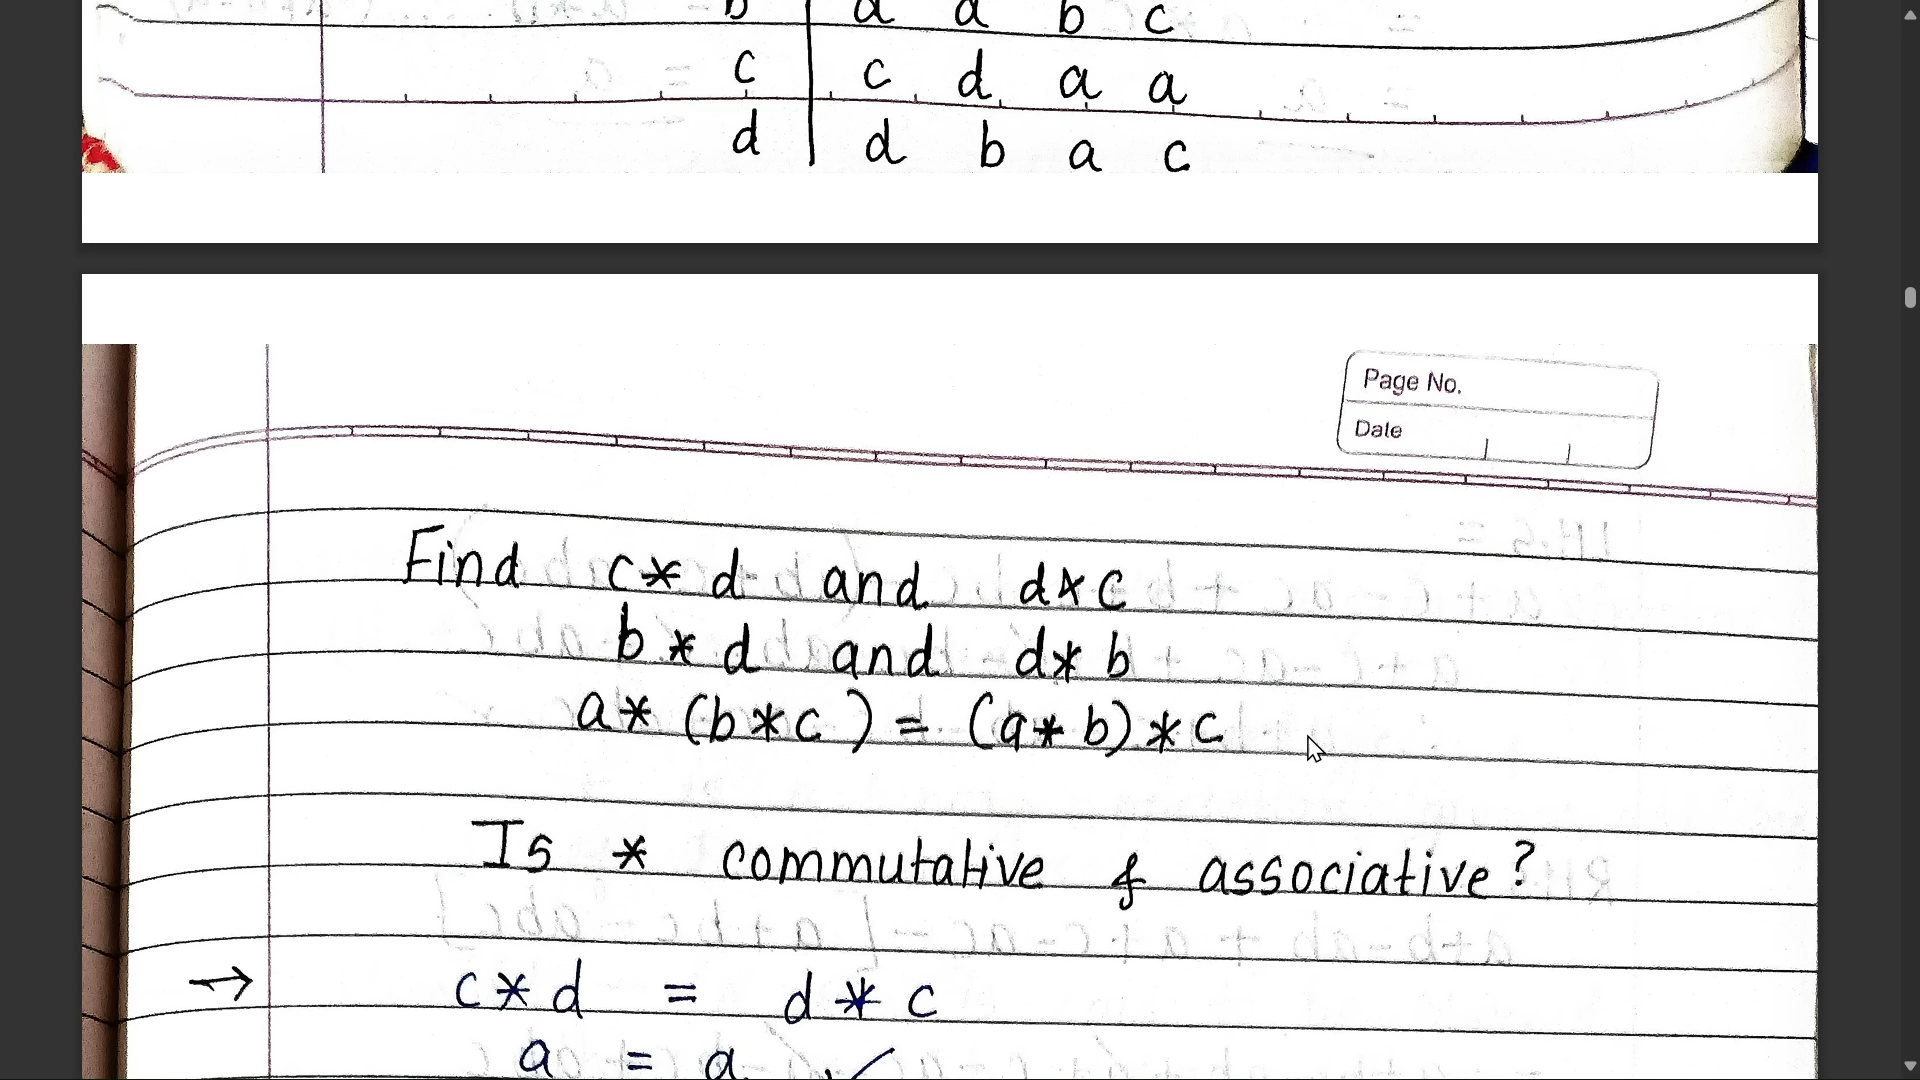 b | d a b c
c | c d a a
d | d b a c
Page No.
Date
Find c * d and d * c
b * d and d * b
a * (b * c) = (a * b) * c
Is * commutative & associative?
→ c * d = d * c
a = a ✓